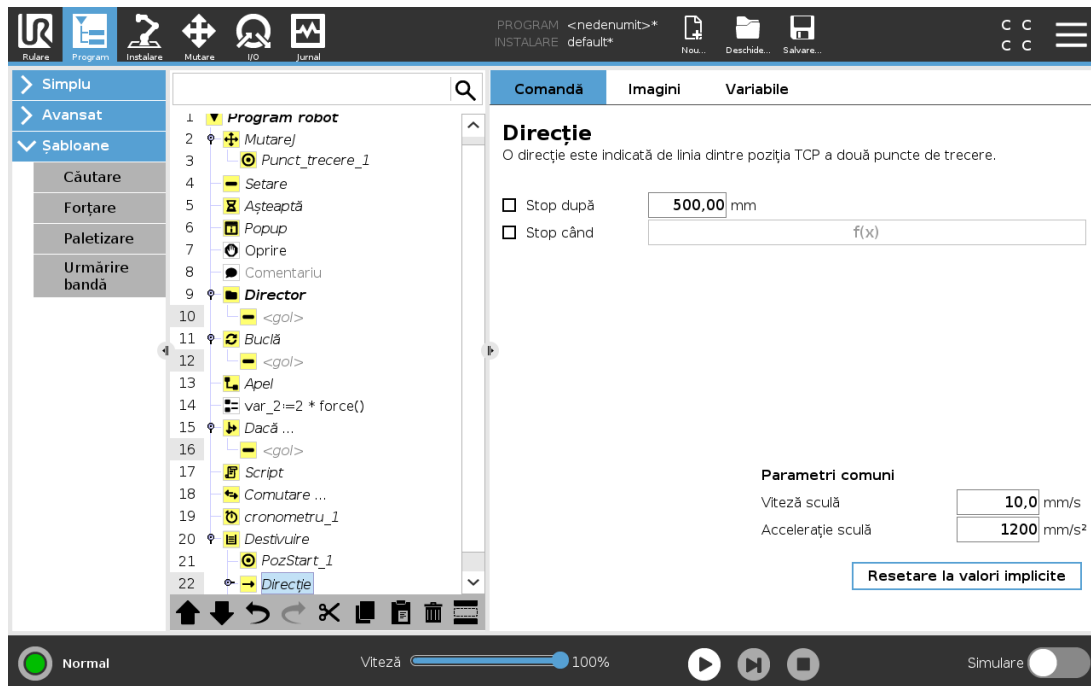 PROGRAM <nedenumit>*
INSTALARE default*
Rulare Program Instalare Mutare I/O Jurnal
Nou... Deschide... Salvare...
C C
C C
Simplu
Avansat
Șabloane
Căutare
Forțare
Paletizare
Urmărire
bandă
1 Program robot
2 MutareJ
3 Punct_trecere_1
4 Setare
5 Așteaptă
6 Popup
7 Oprire
8 Comentariu
9 Director
10 <gol>
11 Buclă
12 <gol>
13 Apel
14 var_2≔2 * force()
15 Dacă ...
16 <gol>
17 Script
18 Comutare ...
19 cronometru_1
20 Destivuire
21 PozStart_1
22 Direcție
Comandă Imagini Variabile
Direcție
O direcție este indicată de linia dintre poziția TCP a două puncte de trecere.
Stop după 500,00 mm
Stop când f(x)
Parametri comuni
Viteză sculă 10,0 mm/s
Accelerație sculă 1200 mm/s²
Resetare la valori implicite
Normal
Viteză 100%
Simulare